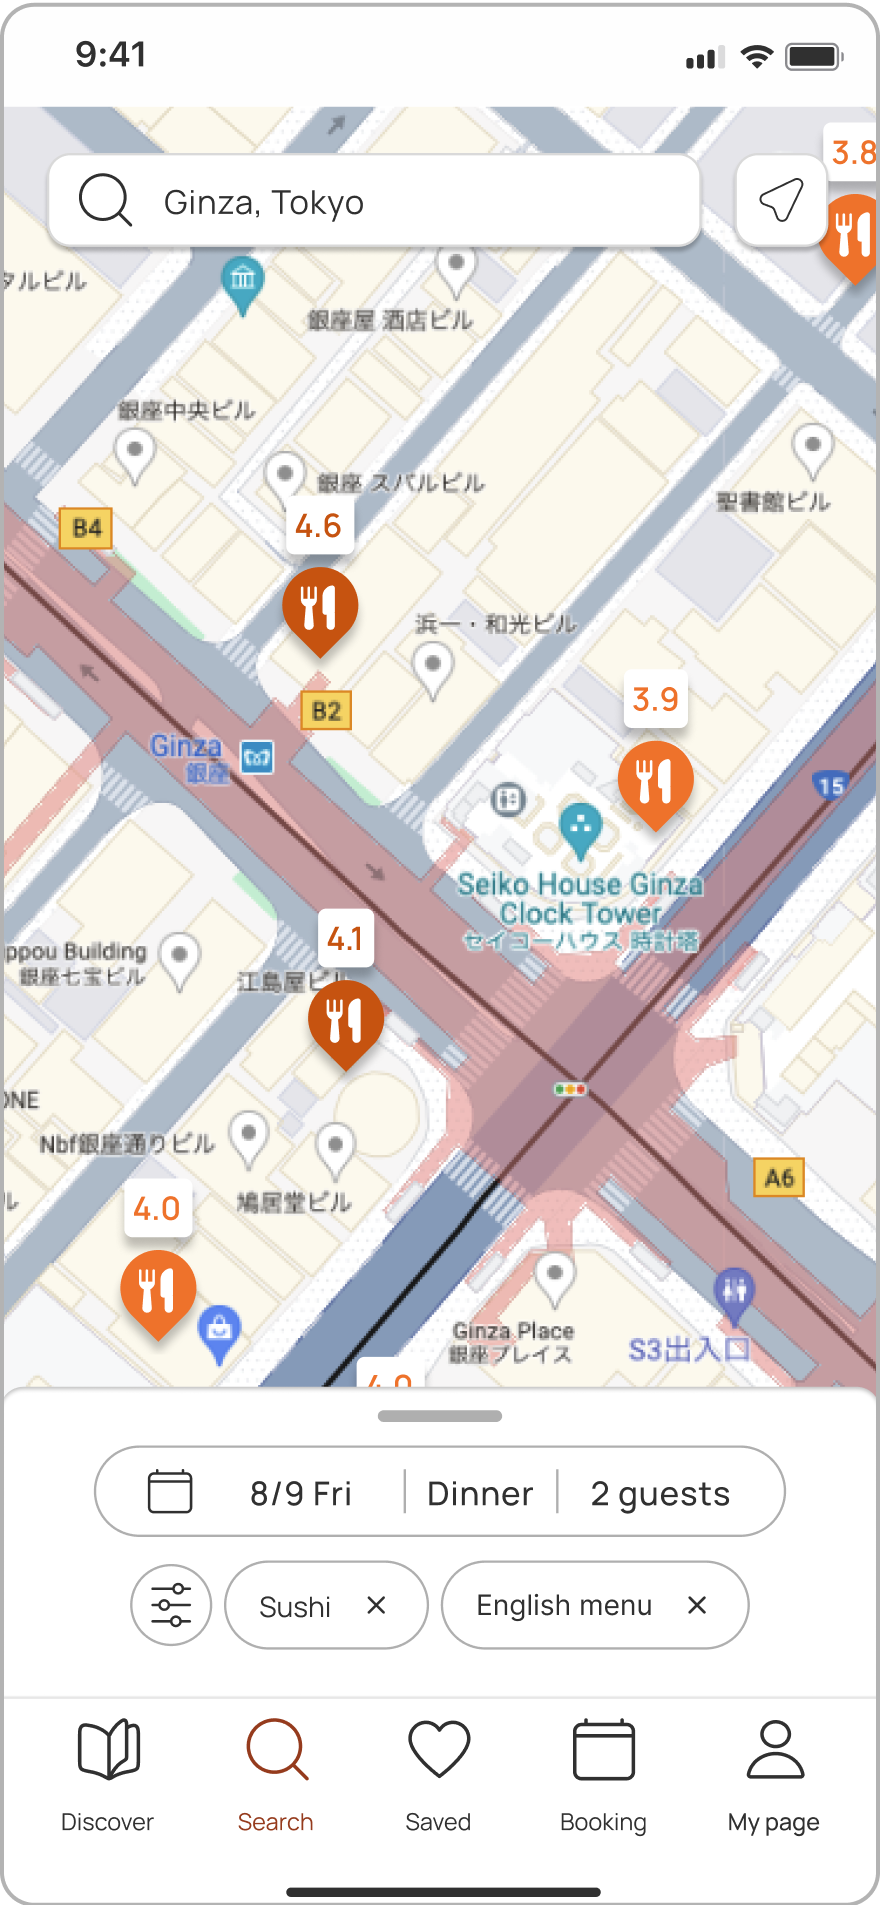 9:41
3.8
Ginza, Tokyo
タルビル
銀座屋 酒店ビル
銀座中央ビル
銀座 スバルビル
聖書館ビル
B4
4.6
浜一・和光ビル
3.9
B2
Ginza
銀座
15
Seiko House Ginza
Clock Tower
セイコーハウス 時計塔
4.1
ppou Building
銀座七宝ビル
江島屋ビル
ONE
Nbf銀座通りビル
A6
ル
鳩居堂ビル
4.0
Ginza Place
銀座プレイス
S3出入口
8/9 Fri
Dinner
2 guests
Sushi
English menu
Discover
Search
Saved
Booking
My page